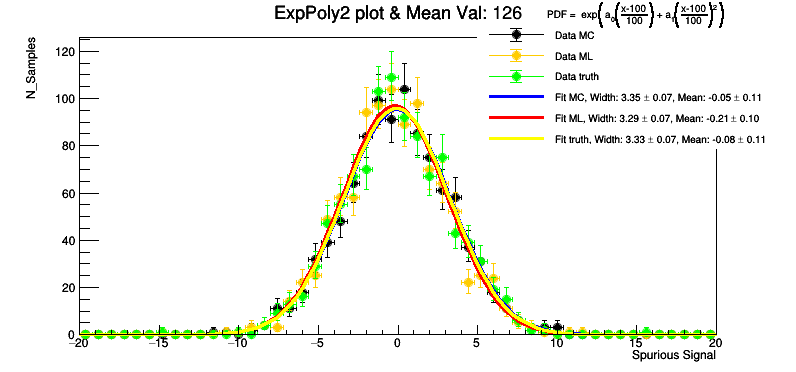 ExpPoly2 plot & Mean Val: 126
PDF = exp( a₀(x-100/100) + a₁(x-100/100)² )
Data MC
Data ML
Data truth
Fit MC, Width: 3.35 ± 0.07, Mean: -0.05 ± 0.11
Fit ML, Width: 3.29 ± 0.07, Mean: -0.21 ± 0.10
Fit truth, Width: 3.33 ± 0.07, Mean: -0.08 ± 0.11
N_Samples
120
100
80
60
40
20
0
−20 −15 −10 −5 0 5 10 15 20
Spurious Signal